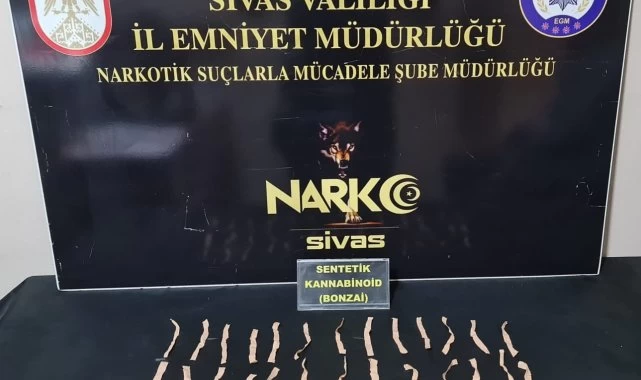 SİVAS VALİLİĞİ
İL EMNİYET MÜDÜRLÜĞÜ
NARKOTİK SUÇLARLA MÜCADELE ŞUBE MÜDÜRLÜĞÜ
EGM
NARKO
sivas
SENTETİK
KANNABİNOİD
(BONZAİ)